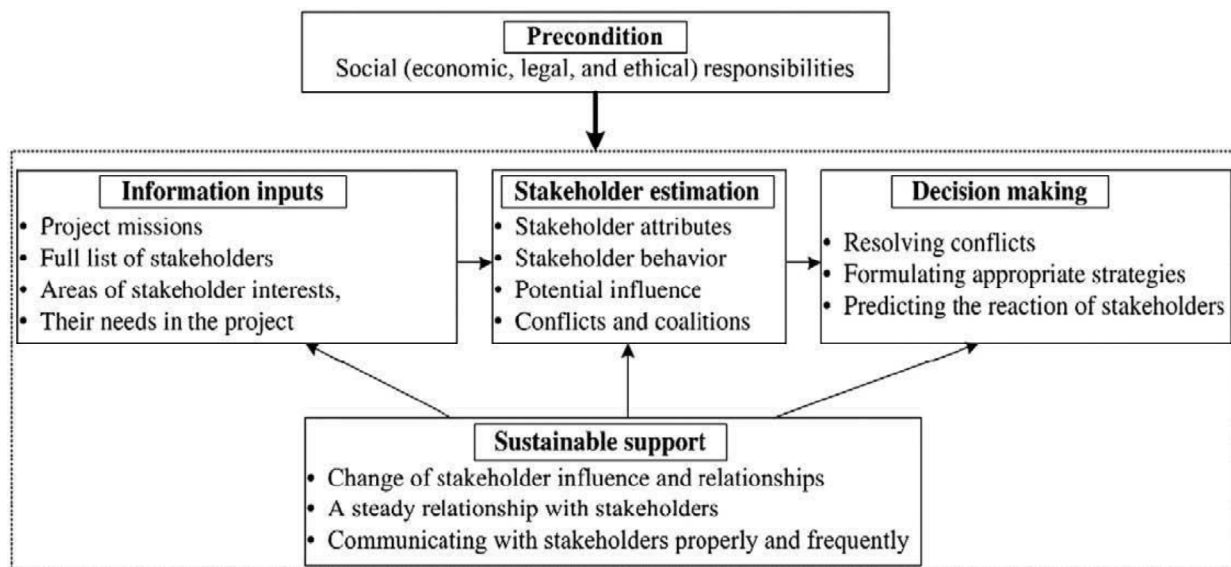 Precondition
Social (economic, legal, and ethical) responsibilities
Information inputs
• Project missions
• Full list of stakeholders
• Areas of stakeholder interests,
• Their needs in the project
Stakeholder estimation
• Stakeholder attributes
• Stakeholder behavior
• Potential influence
• Conflicts and coalitions
Decision making
• Resolving conflicts
• Formulating appropriate strategies
• Predicting the reaction of stakeholders
Sustainable support
• Change of stakeholder influence and relationships
• A steady relationship with stakeholders
• Communicating with stakeholders properly and frequently